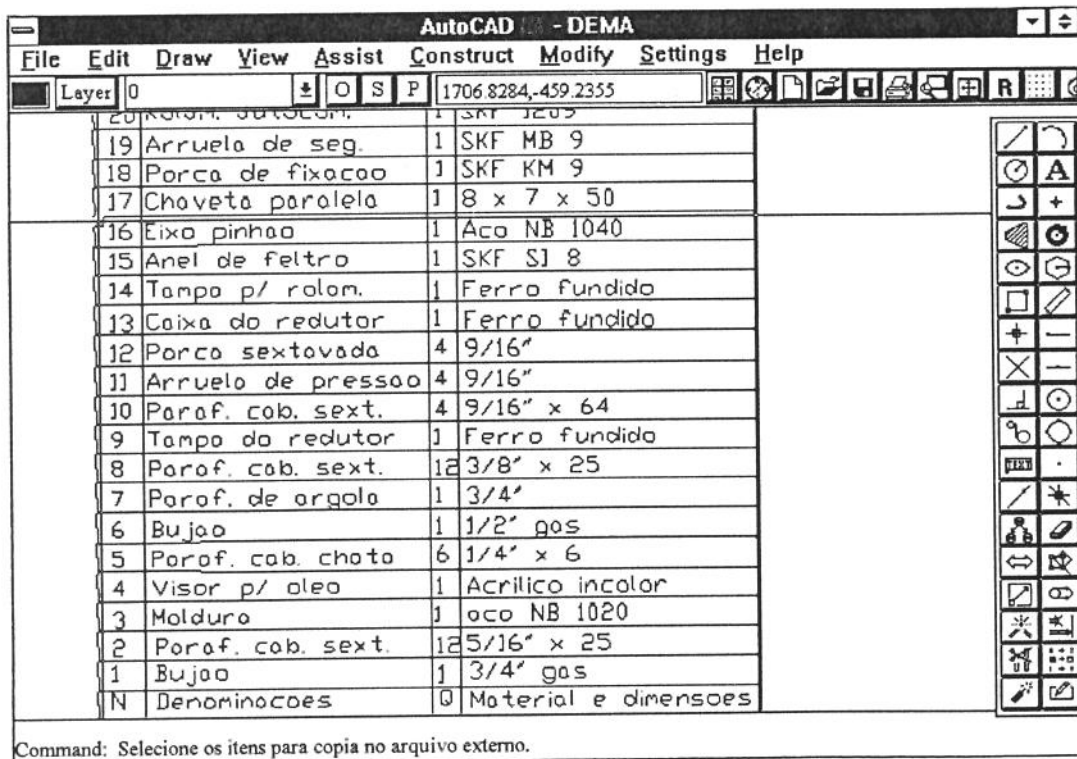 AutoCAD - DEMA
File Edit Draw View Assist Construct Modify Settings Help
Layer 0 O S P 1706.8284,-459.2355 R
20 Rolam. autocom. 1 SKF 1209
19 Arruela de seg. 1 SKF MB 9
18 Porca de fixacao 1 SKF KM 9
17 Chaveta paralela 1 8 x 7 x 50
16 Eixo pinhao 1 Aco NB 1040
15 Anel de feltro 1 SKF SJ 8
14 Tampa p/ rolam. 1 Ferro fundido
13 Caixa do redutor 1 Ferro fundido
12 Porca sextavada 4 9/16"
11 Arruela de pressao 4 9/16"
10 Paraf. cab. sext. 4 9/16" x 64
9 Tampa do redutor 1 Ferro fundido
8 Paraf. cab. sext. 12 3/8" x 25
7 Paraf. de argola 1 3/4"
6 Bujao 1 1/2" gas
5 Paraf. cab. chata 6 1/4" x 6
4 Visor p/ oleo 1 Acrilico incolor
3 Moldura 1 aco NB 1020
2 Paraf. cab. sext. 12 5/16" x 25
1 Bujao 1 3/4" gas
N Denominacoes Q Material e dimensoes
A
TEXT
Command: Selecione os itens para copia no arquivo externo.